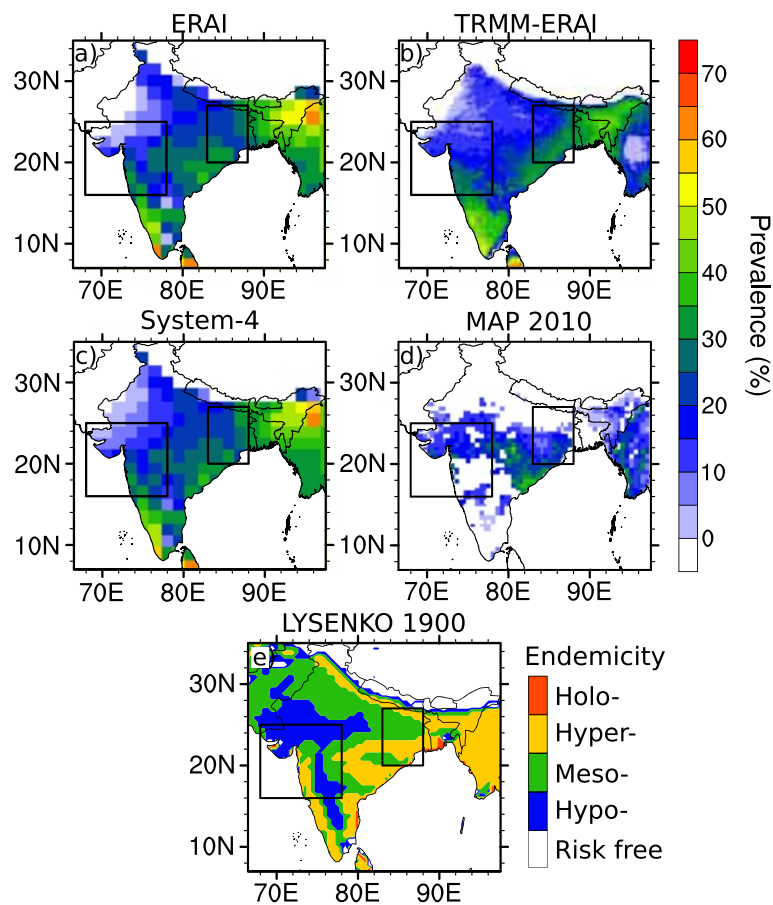 ERAI
TRMM-ERAI
a)
b)
30N
20N
10N
70E 80E 90E
30N
20N
10N
70E 80E 90E
System-4
MAP 2010
c)
d)
30N
20N
10N
70E 80E 90E
30N
20N
10N
70E 80E 90E
70
60
50
40
30
20
10
0
Prevalence (%)
LYSENKO 1900
e)
30N
20N
10N
70E 80E 90E
Endemicity
Holo-
Hyper-
Meso-
Hypo-
Risk free